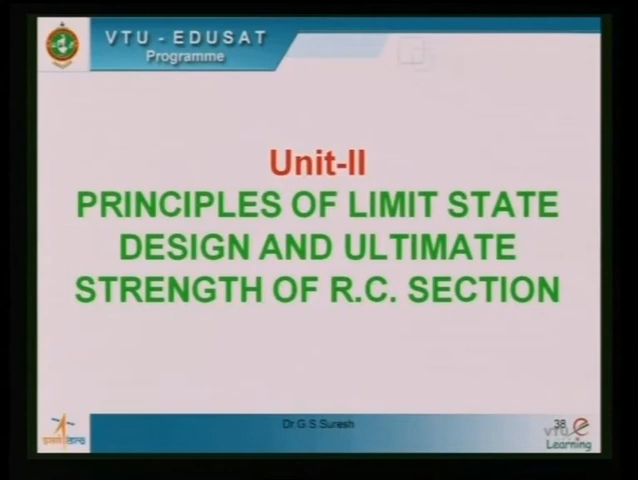 VTU - EDUSAT
Programme
Unit-II
PRINCIPLES OF LIMIT STATE
DESIGN AND ULTIMATE
STRENGTH OF R.C. SECTION
Dr.G.S.Suresh
38
VTU e
Learning